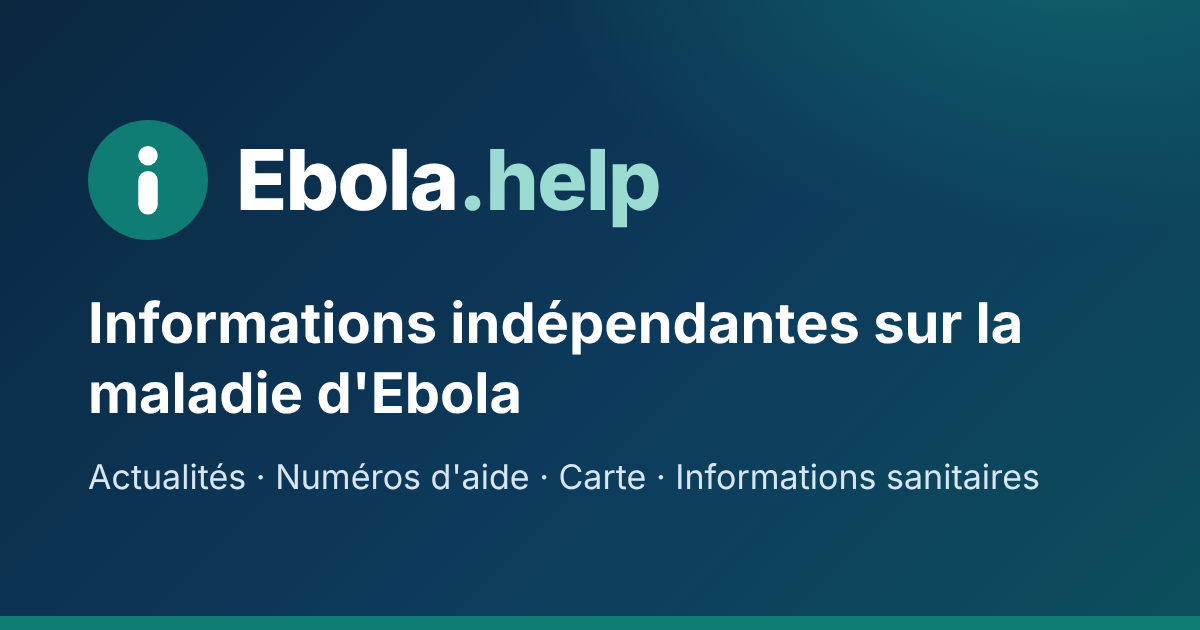 Ebola.help
Informations indépendantes sur la
maladie d'Ebola
Actualités · Numéros d'aide · Carte · Informations sanitaires